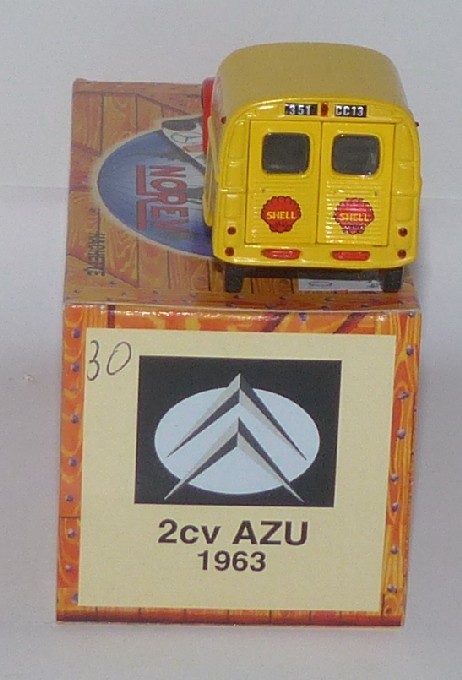 351 CC13
SHELL SHELL
NOREV
30
2cv AZU
1963